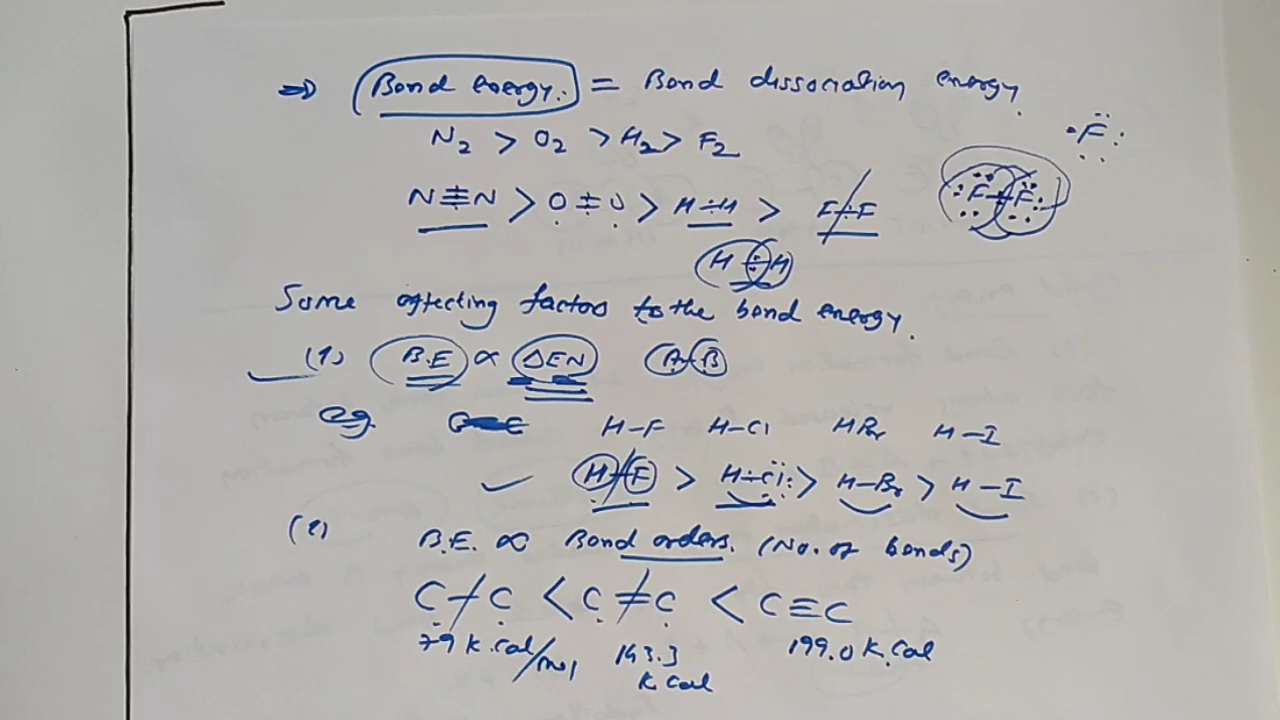 ⇒ Bond energy. = Bond dissociation energy.
N₂ > O₂ > H₂ > F₂
·F
N≡N > O=O > H–H > F–F
F–F
H H
Some affecting factors to the bond energy.
(1) B.E ∝ ΔEN A–B
eg. H–F H–Cl HBr H–I
H–F > H–Cl > H–Br > H–I
(2) B.E. ∝ Bond orders. (No. of bonds)
C–C < C=C < C≡C
79 k.cal/mol 143.3 k cal 199.0 k.cal